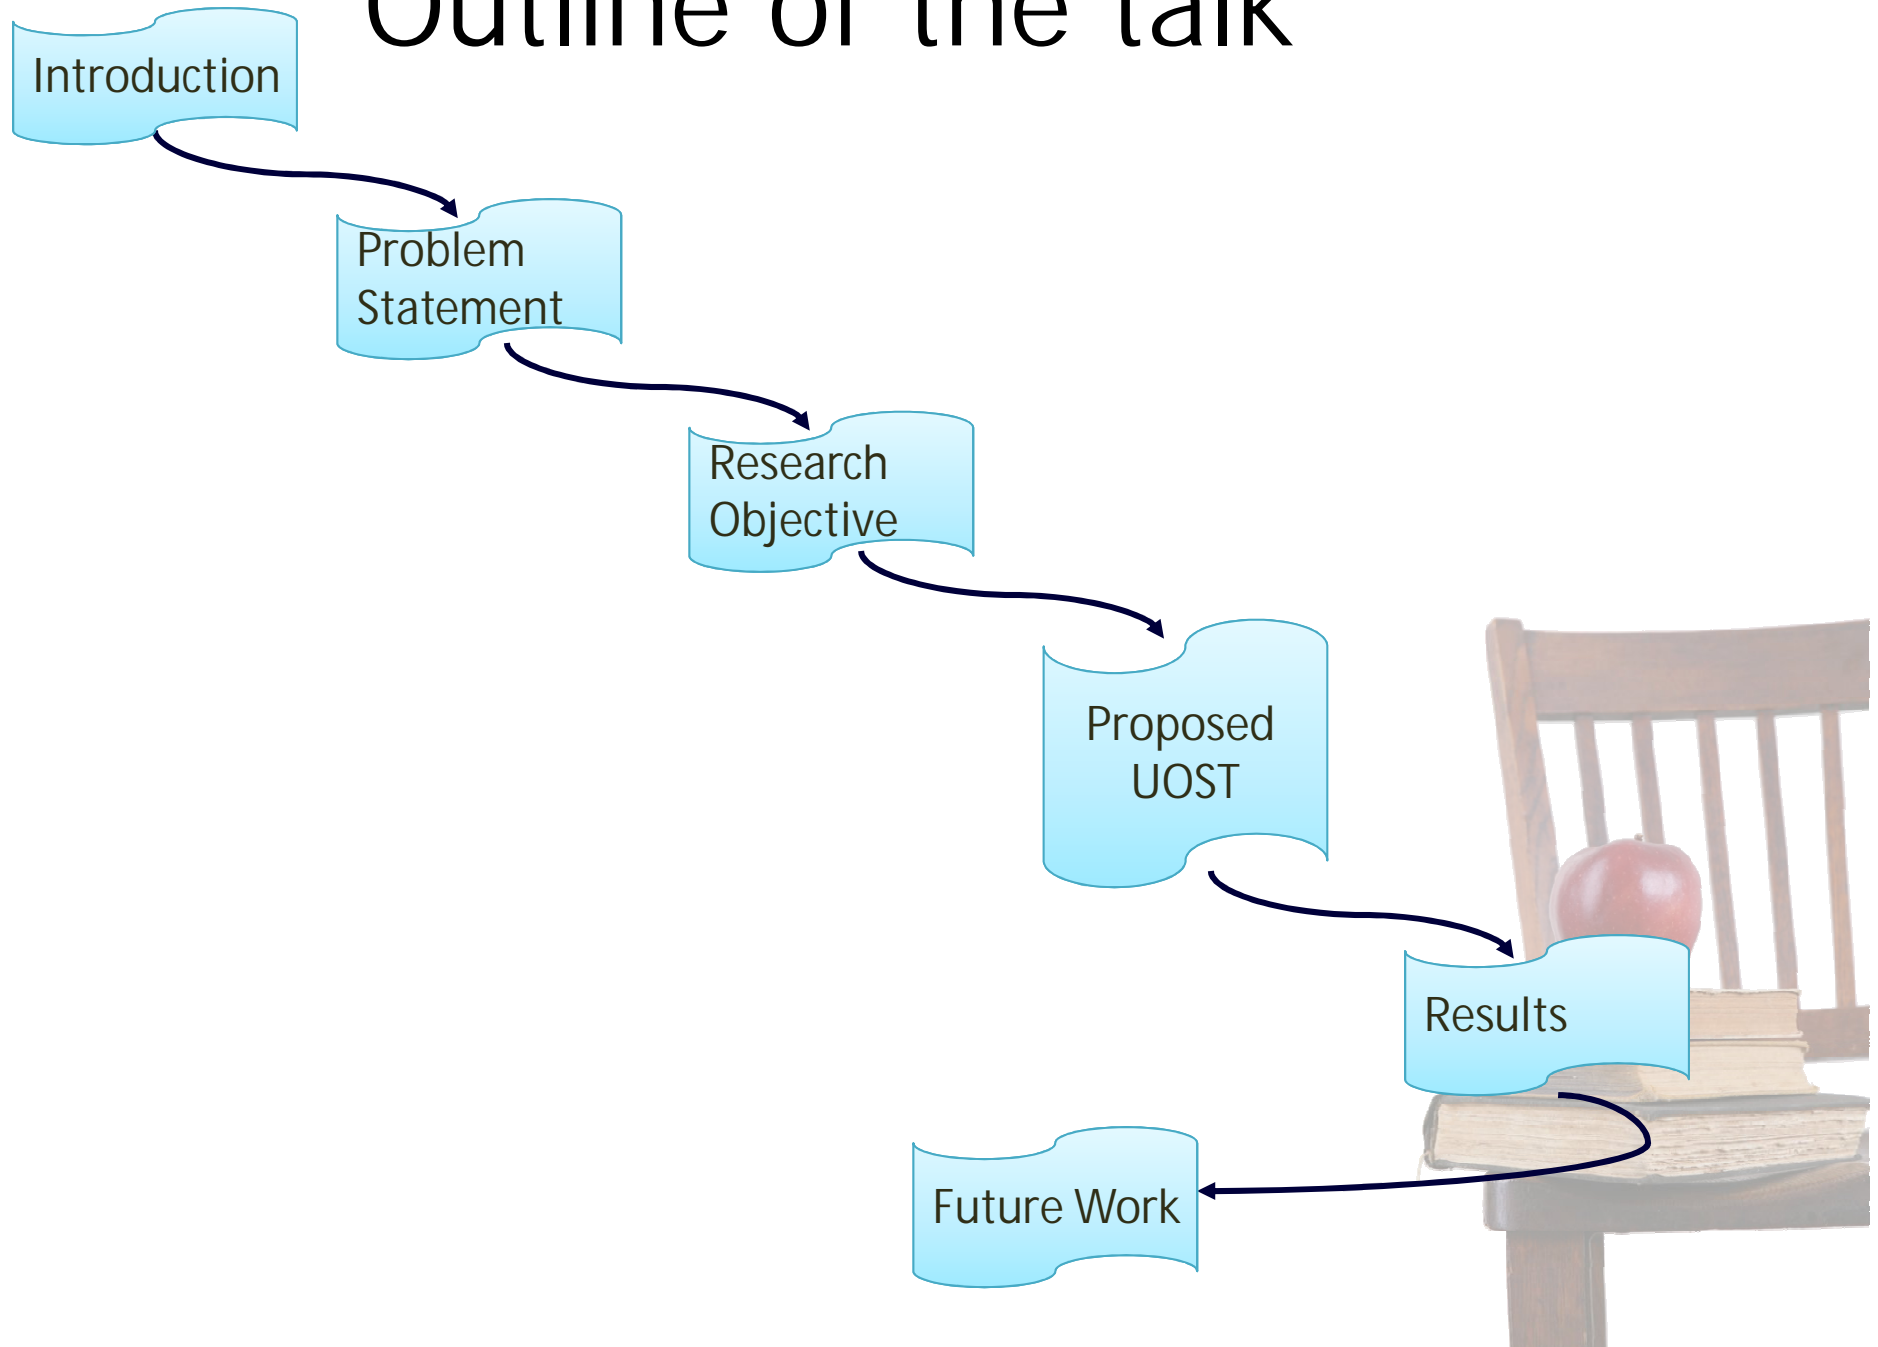 Outline of the talk
Introduction
Problem
Statement
Research
Objective
Proposed
UOST
Results
Future Work